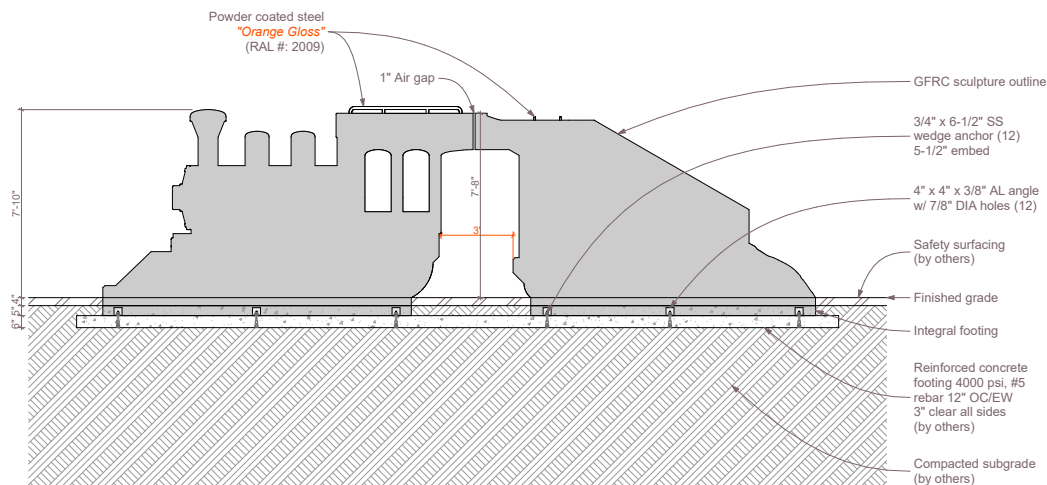 Powder coated steel
"Orange Gloss"
(RAL #: 2009)
1" Air gap
GFRC sculpture outline
3/4" x 6-1/2" SS
wedge anchor (12)
5-1/2" embed
7'-10"
7'-8"
4" x 4" x 3/8" AL angle
w/ 7/8" DIA holes (12)
3'
Safety surfacing
(by others)
Finished grade
4"
5"
6"
Integral footing
Reinforced concrete
footing 4000 psi, #5
rebar 12" OC/EW
3" clear all sides
(by others)
Compacted subgrade
(by others)